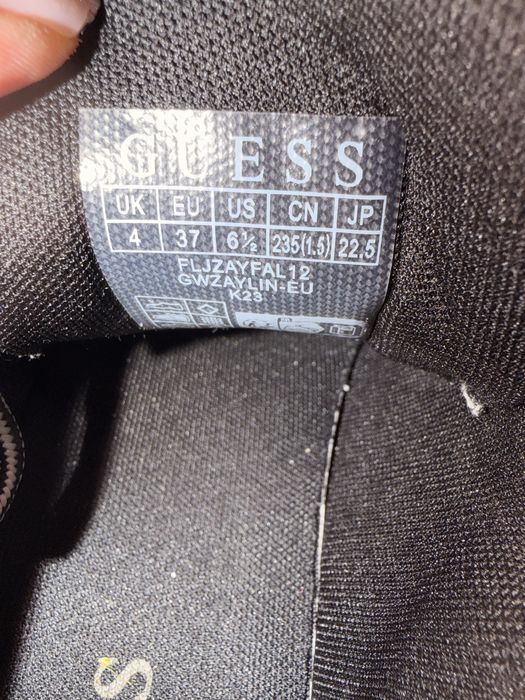 GUESS
UK EU US CN JP
4 37 6½ 235(1.5) 22.5
FLJZAYFAL12
GWZAYLIN-EU
K23
S